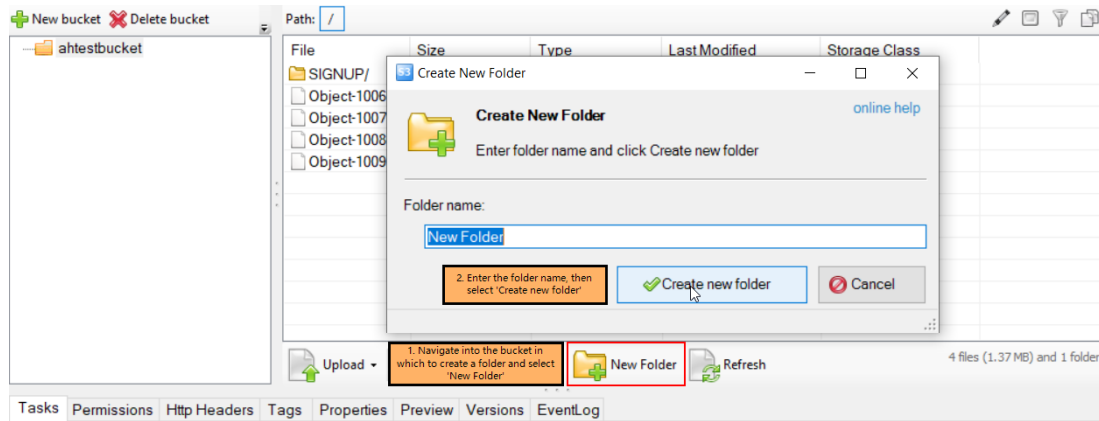 New bucket Delete bucket
Path: /
ahtestbucket
File Size Type Last Modified Storage Class
SIGNUP/
Object-1006
Object-1007
Object-1008
Object-1009
S3 Create New Folder
online help
Create New Folder
Enter folder name and click Create new folder
Folder name:
New Folder
2. Enter the folder name, then
select 'Create new folder'
Create new folder
Cancel
Upload
1. Navigate into the bucket in
which to create a folder and select
'New Folder'
New Folder
Refresh
4 files (1.37 MB) and 1 folder
Tasks Permissions Http Headers Tags Properties Preview Versions EventLog